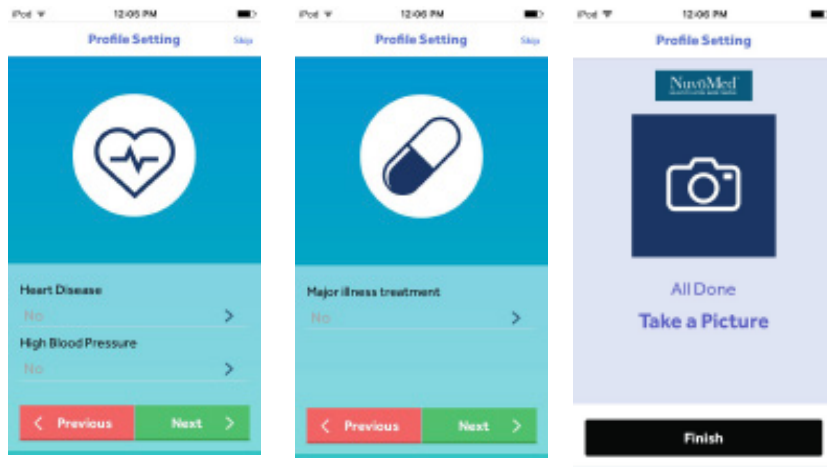 iPod 12:05 PM
Profile Setting Skip
Heart Disease
No
High Blood Pressure
No
Previous Next
iPod 12:05 PM
Profile Setting Skip
Major illness treatment
No
Previous Next
iPod 12:06 PM
Profile Setting
NuvoMed
All Done
Take a Picture
Finish